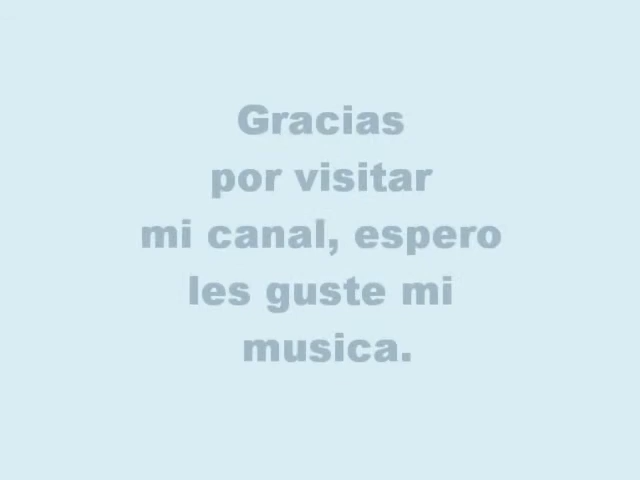 Gracias
por visitar
mi canal, espero
les guste mi
musica.